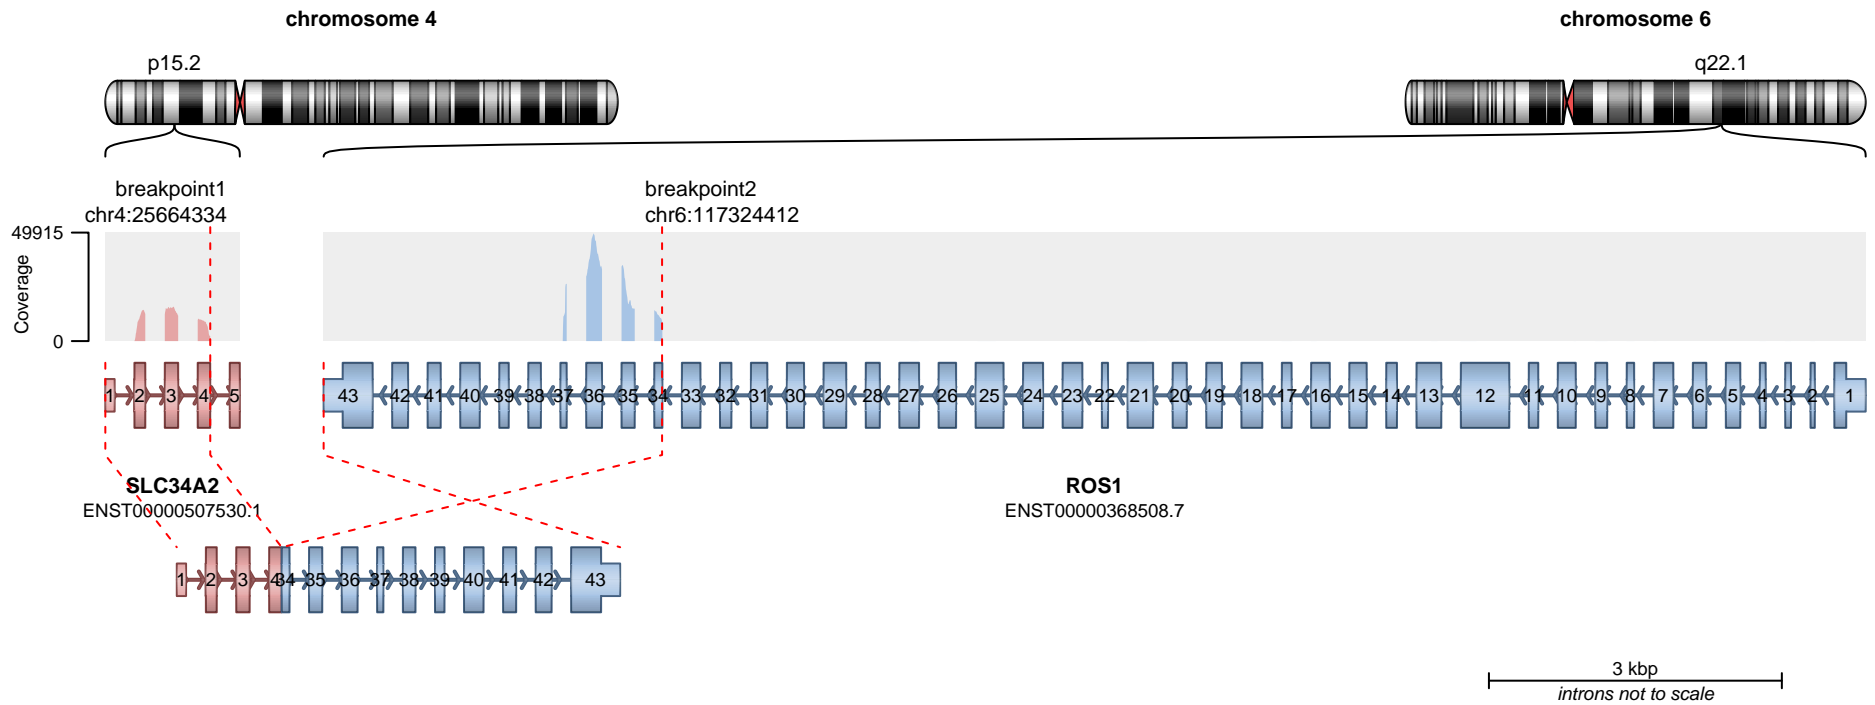 chromosome 4
chromosome 6
p15.2
q22.1
breakpoint1
chr4:25664334
breakpoint2
chr6:117324412
49915
Coverage
0
1 2 3 4 5
43 42 41 40 39 38 37 36 35 34 33 32 31 30 29 28 27 26 25 24 23 22 21 20 19 18 17 16 15 14 13 12 11 10 9 8 7 6 5 4 3 2 1
SLC34A2
ENST00000507530.1
ROS1
ENST00000368508.7
1 2 3 4 34 35 36 37 38 39 40 41 42 43
3 kbp
introns not to scale